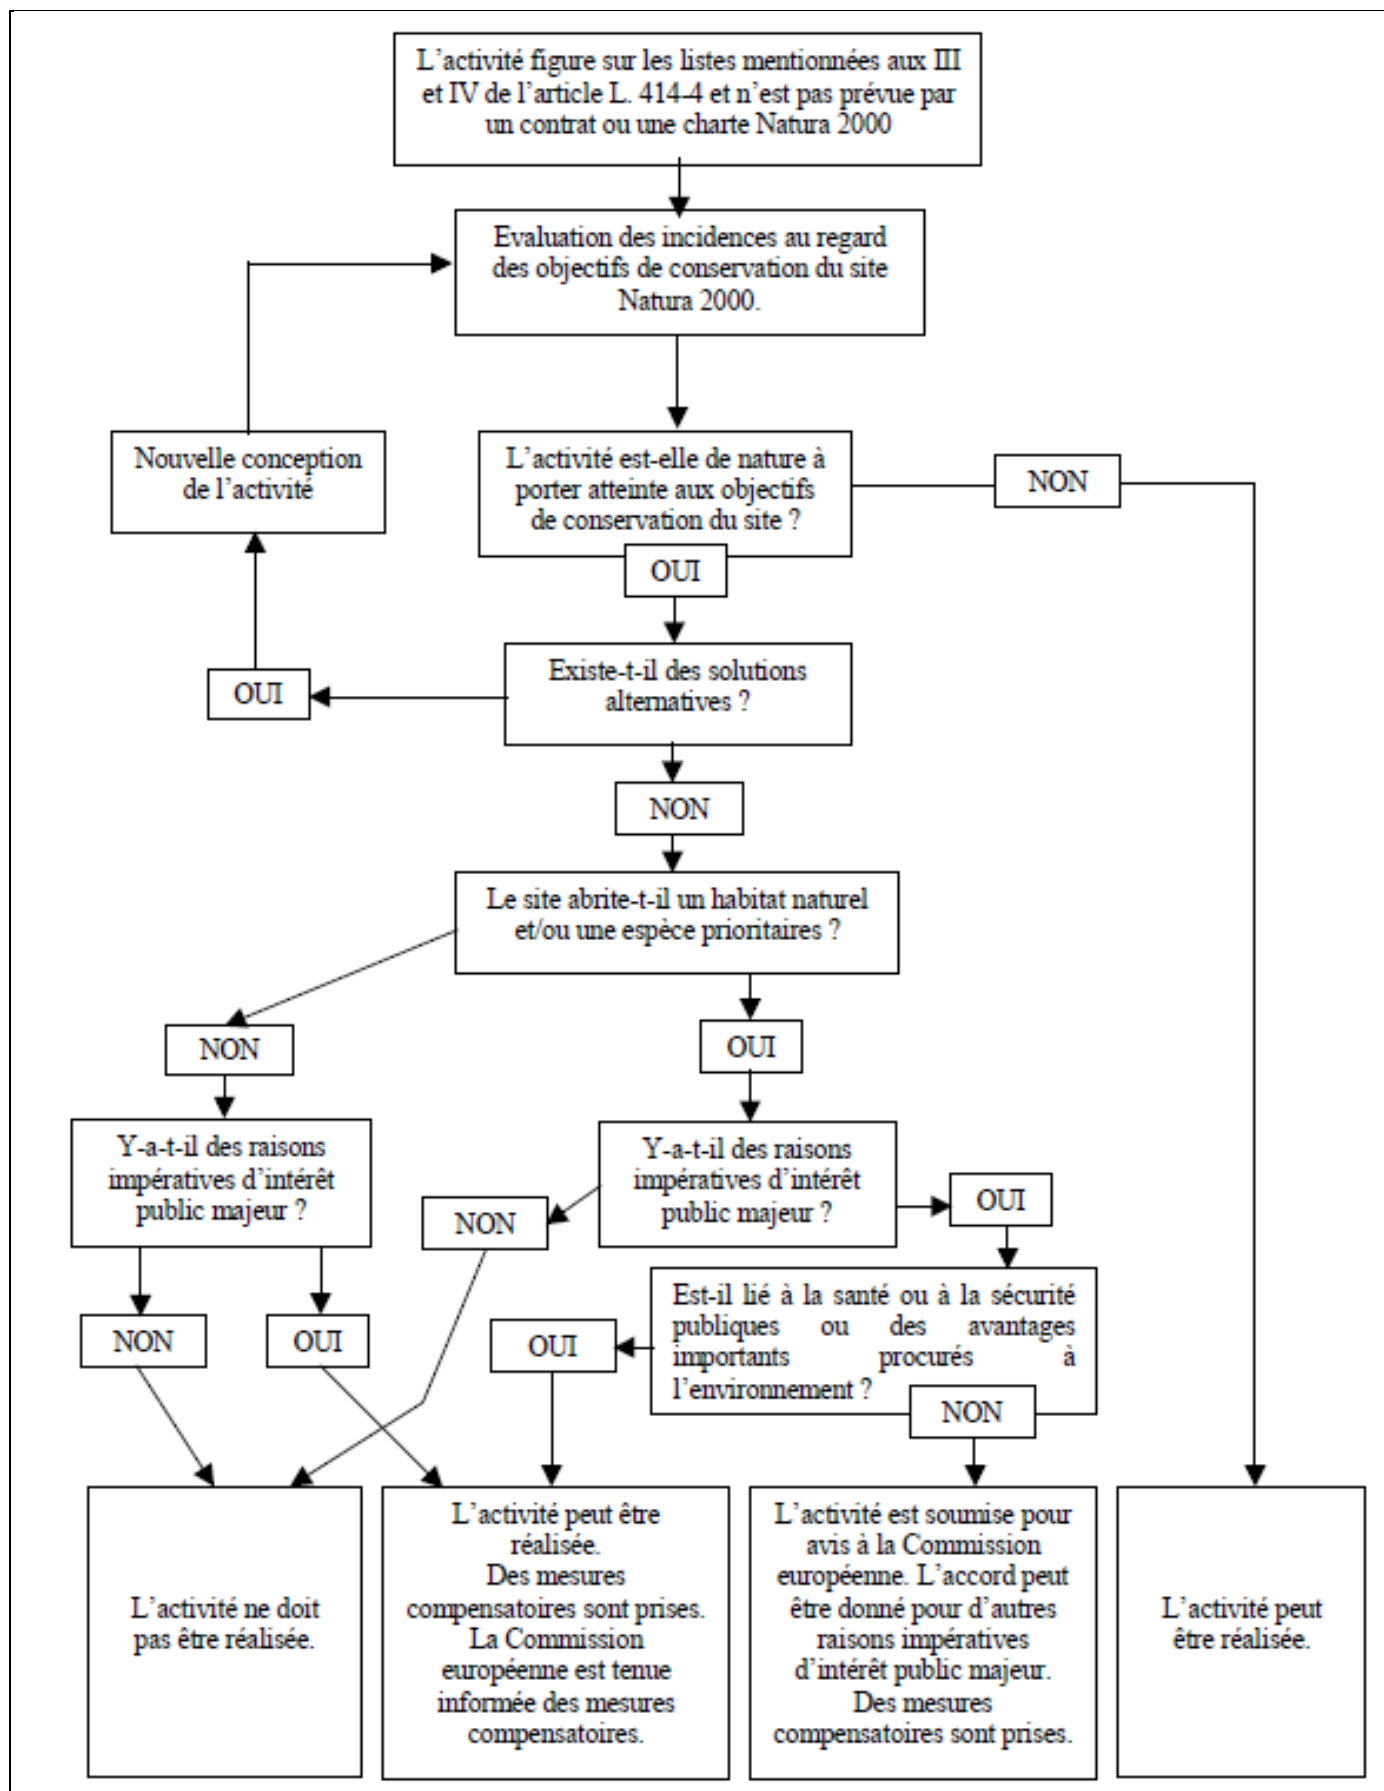 L'activité figure sur les listes mentionnées aux III
et IV de l'article L. 414-4 et n'est pas prévue par
un contrat ou une charte Natura 2000
Evaluation des incidences au regard
des objectifs de conservation du site
Natura 2000.
Nouvelle conception
de l'activité
L'activité est-elle de nature à
porter atteinte aux objectifs
de conservation du site ?
NON
OUI
Existe-t-il des solutions
alternatives ?
OUI
NON
Le site abrite-t-il un habitat naturel
et/ou une espèce prioritaires ?
NON
OUI
Y-a-t-il des raisons
impératives d'intérêt
public majeur ?
Y-a-t-il des raisons
impératives d'intérêt
public majeur ?
NON
OUI
Est-il lié à la santé ou à la sécurité
publiques ou des avantages
importants procurés à
l'environnement ?
NON
OUI
OUI
NON
L'activité ne doit
pas être réalisée.
L'activité peut être
réalisée.
Des mesures
compensatoires sont prises.
La Commission
européenne est tenue
informée des mesures
compensatoires.
L'activité est soumise pour
avis à la Commission
européenne. L'accord peut
être donné pour d'autres
raisons impératives
d'intérêt public majeur.
Des mesures
compensatoires sont prises.
L'activité peut
être réalisée.